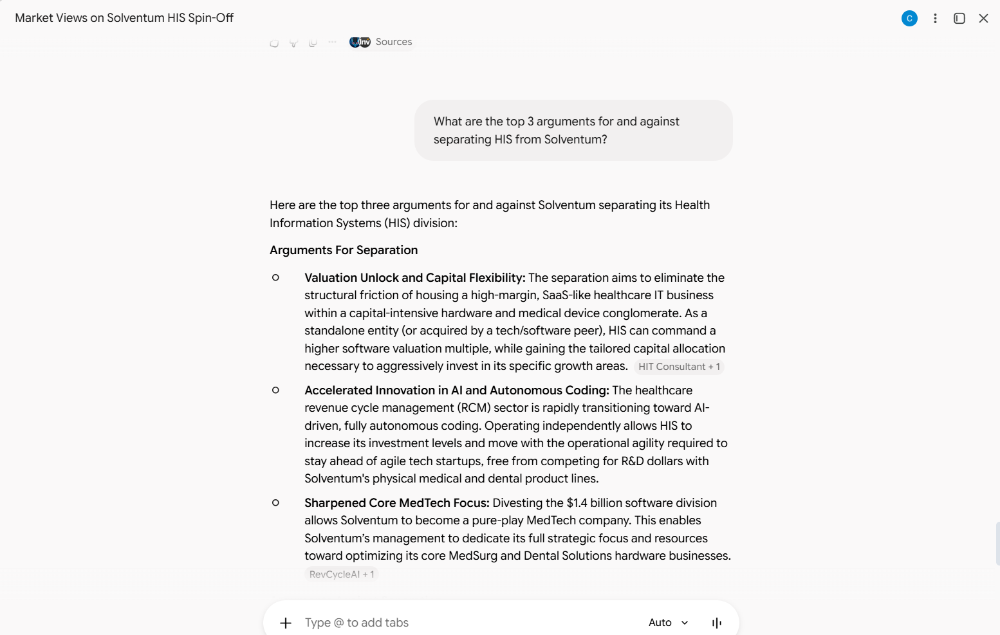 Market Views on Solventum HIS Spin-Off
C
Inv
Sources
What are the top 3 arguments for and against
separating HIS from Solventum?
Here are the top three arguments for and against Solventum separating its Health
Information Systems (HIS) division:
Arguments For Separation
Valuation Unlock and Capital Flexibility: The separation aims to eliminate the
structural friction of housing a high-margin, SaaS-like healthcare IT business
within a capital-intensive hardware and medical device conglomerate. As a
standalone entity (or acquired by a tech/software peer), HIS can command a
higher software valuation multiple, while gaining the tailored capital allocation
necessary to aggressively invest in its specific growth areas. HIT Consultant + 1
Accelerated Innovation in AI and Autonomous Coding: The healthcare
revenue cycle management (RCM) sector is rapidly transitioning toward AI-
driven, fully autonomous coding. Operating independently allows HIS to
increase its investment levels and move with the operational agility required to
stay ahead of agile tech startups, free from competing for R&D dollars with
Solventum's physical medical and dental product lines.
Sharpened Core MedTech Focus: Divesting the $1.4 billion software division
allows Solventum to become a pure-play MedTech company. This enables
Solventum’s management to dedicate its full strategic focus and resources
toward optimizing its core MedSurg and Dental Solutions hardware businesses.
RevCycleAI + 1
Type @ to add tabs
Auto